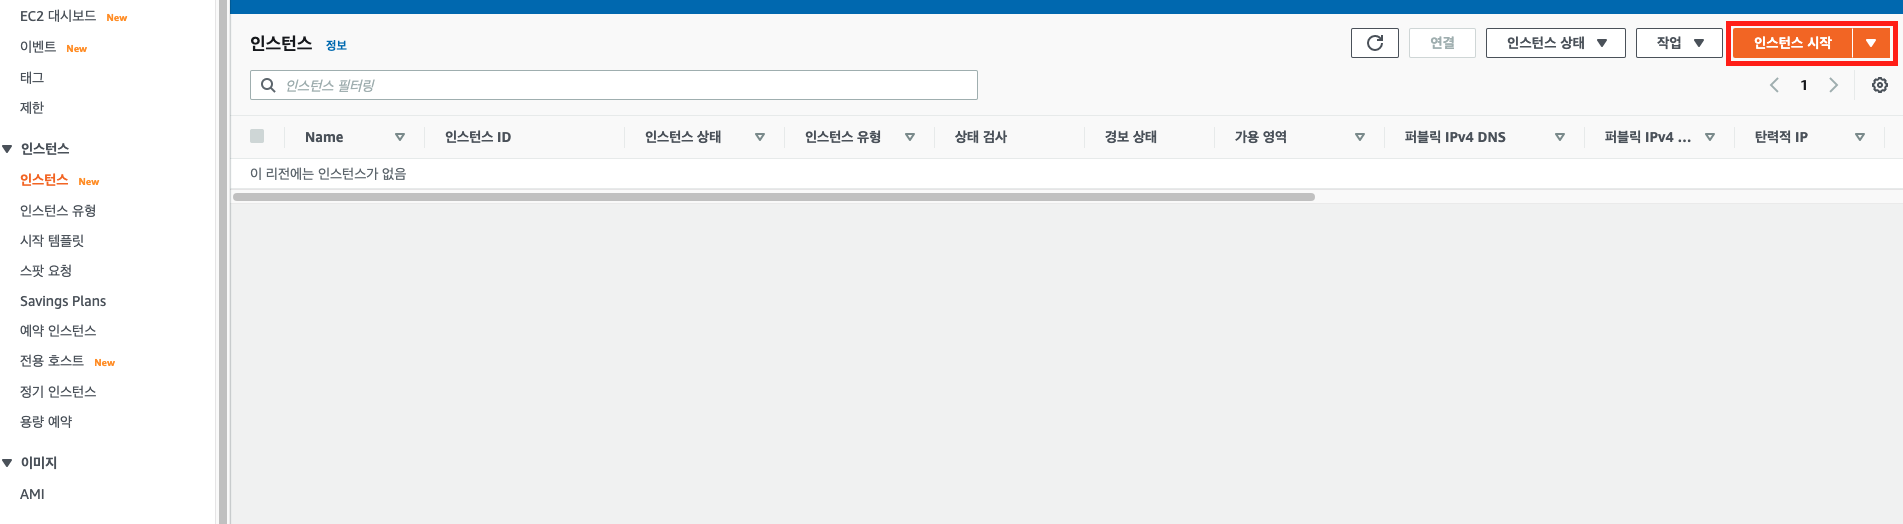 EC2 대시보드 New
이벤트 New
태그
제한
인스턴스
인스턴스 New
인스턴스 유형
시작 템플릿
스팟 요청
Savings Plans
예약 인스턴스
전용 호스트 New
정기 인스턴스
용량 예약
이미지
AMI
인스턴스 정보
연결 인스턴스 상태 작업 인스턴스 시작
인스턴스 필터링
1
Name 인스턴스 ID 인스턴스 상태 인스턴스 유형 상태 검사 경보 상태 가용 영역 퍼블릭 IPv4 DNS 퍼블릭 IPv4 ... 탄력적 IP
이 리전에는 인스턴스가 없음